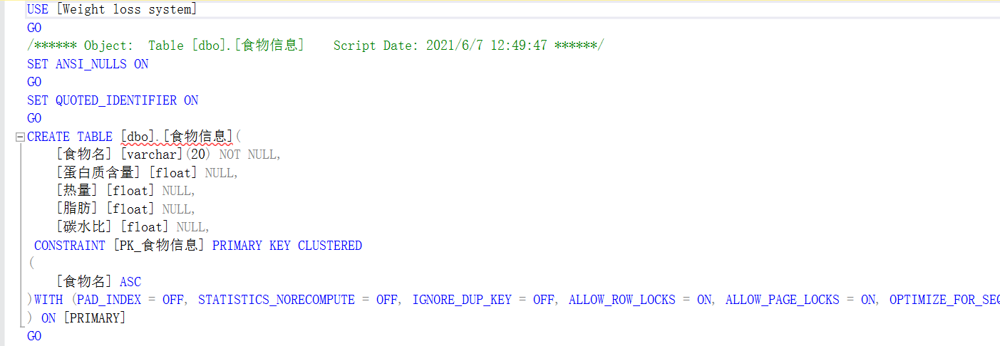 USE [Weight loss system]
GO
/****** Object:  Table [dbo].[食物信息]    Script Date: 2021/6/7 12:49:47 ******/
SET ANSI_NULLS ON
GO
SET QUOTED_IDENTIFIER ON
GO
CREATE TABLE [dbo].[食物信息](
[食物名] [varchar](20) NOT NULL,
[蛋白质含量] [float] NULL,
[热量] [float] NULL,
[脂肪] [float] NULL,
[碳水比] [float] NULL,
CONSTRAINT [PK_食物信息] PRIMARY KEY CLUSTERED
(
[食物名] ASC
)WITH (PAD_INDEX = OFF, STATISTICS_NORECOMPUTE = OFF, IGNORE_DUP_KEY = OFF, ALLOW_ROW_LOCKS = ON, ALLOW_PAGE_LOCKS = ON, OPTIMIZE_FOR_SEQ
) ON [PRIMARY]
GO